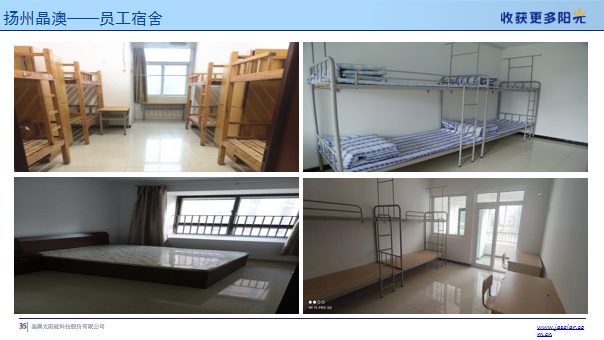 扬州晶澳——员工宿舍
收获更多阳光
35
晶澳太阳能科技股份有限公司
www.jasolar.co
m.cn